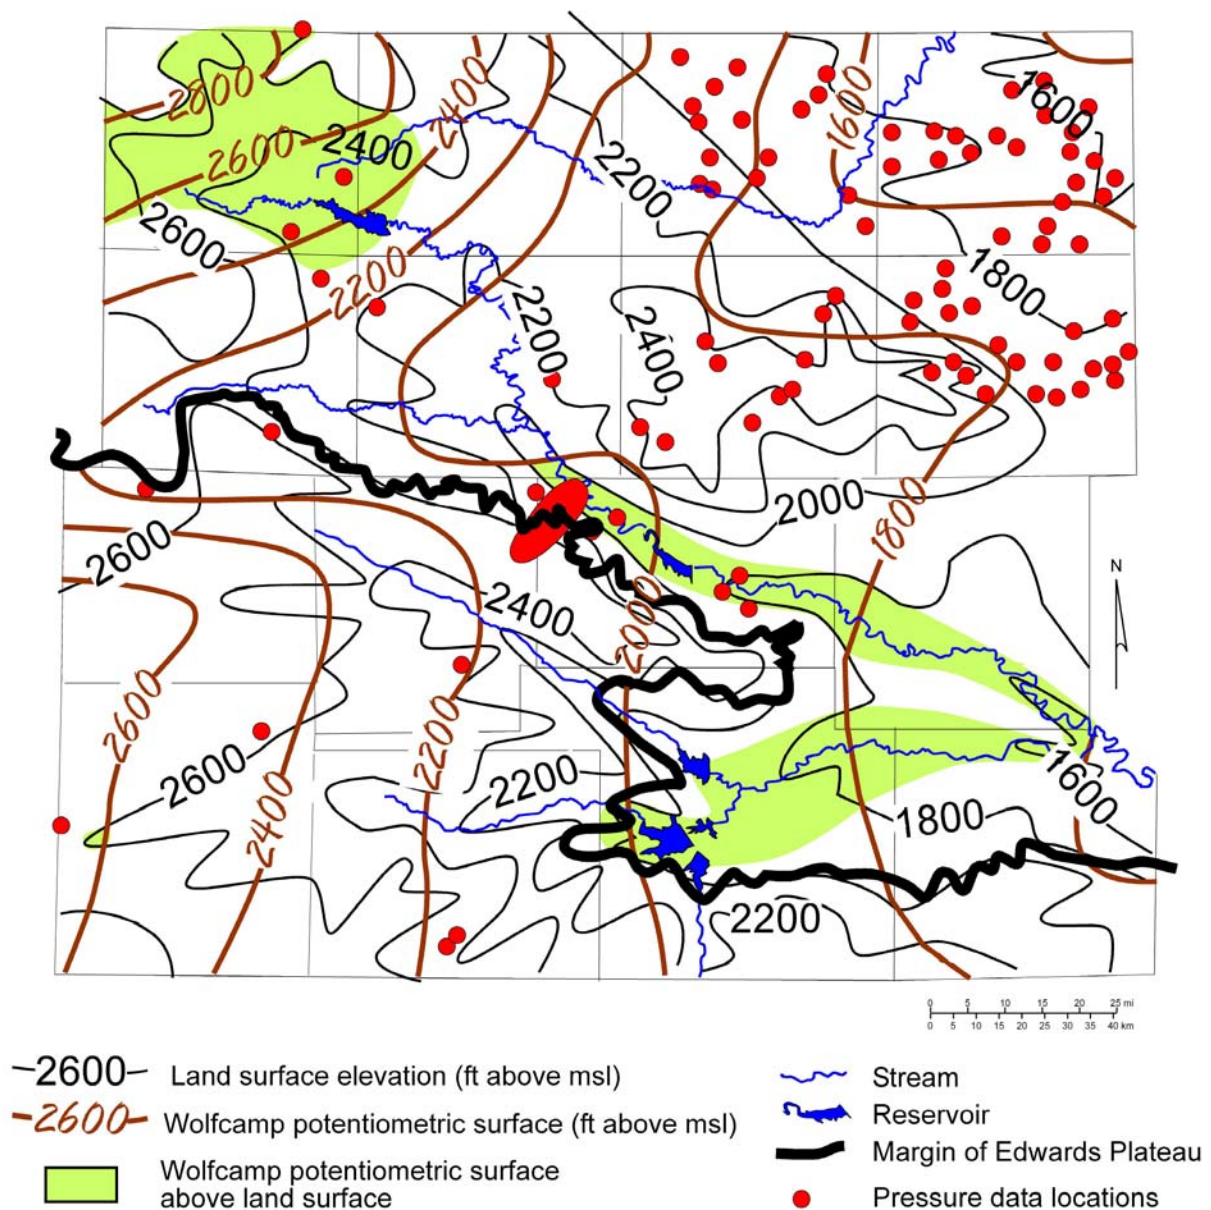 2800
2400
1600
1600
2600
2400
2200
2600
2200
1800
2200
2400
2000
1800
2600
2400
2000
2600
2200
2600
2200
2400
1800
1600
2200
N
0 5 10 15 20 25 mi
0 5 10 15 20 25 30 35 40 km
2600 Land surface elevation (ft above msl)
2600 Wolfcamp potentiometric surface (ft above msl)
Wolfcamp potentiometric surface
above land surface
Stream
Reservoir
Margin of Edwards Plateau
Pressure data locations